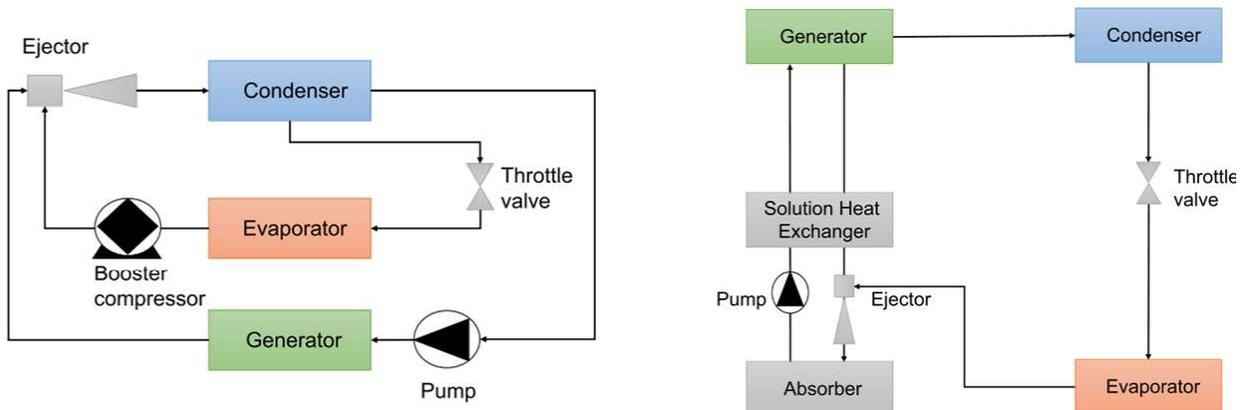 Ejector
Condenser
Throttle
valve
Evaporator
Booster
compressor
Generator
Pump
Generator
Condenser
Throttle
valve
Solution Heat
Exchanger
Pump
Ejector
Absorber
Evaporator